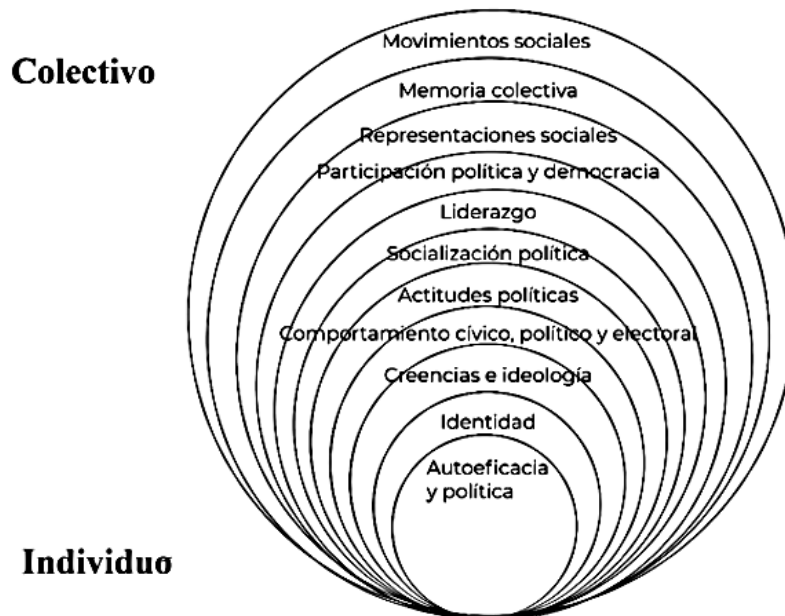 Movimientos sociales
Colectivo
Memoria colectiva
Representaciones sociales
Participación política y democracia
Liderazgo
Socialización política
Actitudes políticas
Comportamiento cívico, político y electoral
Creencias e ideología
Identidad
Autoeficacia
y política
Individuo